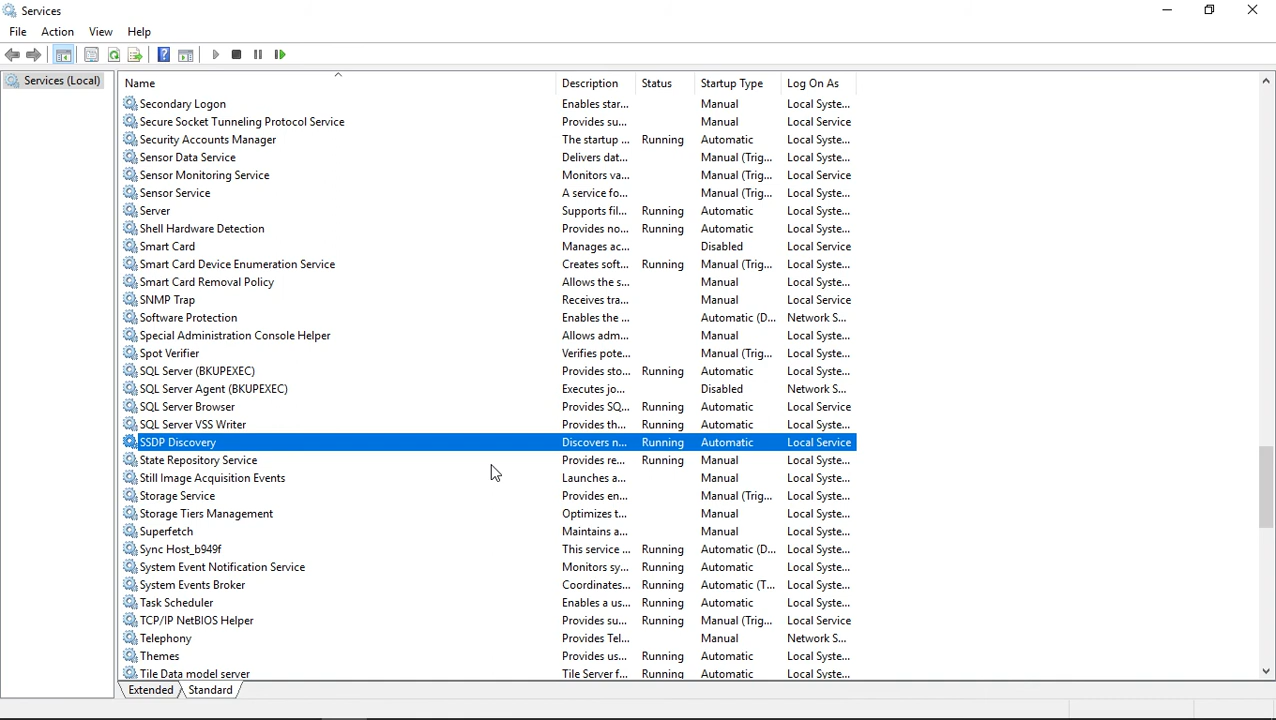 Services
File Action View Help
Services (Local)
Name Description Status Startup Type Log On As
Secondary Logon Enables star... Manual Local Syste...
Secure Socket Tunneling Protocol Service Provides su... Manual Local Service
Security Accounts Manager The startup ... Running Automatic Local Syste...
Sensor Data Service Delivers dat... Manual (Trig... Local Syste...
Sensor Monitoring Service Monitors va... Manual (Trig... Local Service
Sensor Service A service fo... Manual (Trig... Local Syste...
Server Supports fil... Running Automatic Local Syste...
Shell Hardware Detection Provides no... Running Automatic Local Syste...
Smart Card Manages ac... Disabled Local Service
Smart Card Device Enumeration Service Creates soft... Running Manual (Trig... Local Syste...
Smart Card Removal Policy Allows the s... Manual Local Syste...
SNMP Trap Receives tra... Manual Local Service
Software Protection Enables the ... Automatic (D... Network S...
Special Administration Console Helper Allows adm... Manual Local Syste...
Spot Verifier Verifies pote... Manual (Trig... Local Syste...
SQL Server (BKUPEXEC) Provides sto... Running Automatic Local Syste...
SQL Server Agent (BKUPEXEC) Executes jo... Disabled Network S...
SQL Server Browser Provides SQ... Running Automatic Local Service
SQL Server VSS Writer Provides th... Running Automatic Local Syste...
SSDP Discovery Discovers n... Running Automatic Local Service
State Repository Service Provides re... Running Manual Local Syste...
Still Image Acquisition Events Launches a... Manual Local Syste...
Storage Service Provides en... Manual (Trig... Local Syste...
Storage Tiers Management Optimizes t... Manual Local Syste...
Superfetch Maintains a... Manual Local Syste...
Sync Host_b949f This service ... Running Automatic (D... Local Syste...
System Event Notification Service Monitors sy... Running Automatic Local Syste...
System Events Broker Coordinates... Running Automatic (T... Local Syste...
Task Scheduler Enables a us... Running Automatic Local Syste...
TCP/IP NetBIOS Helper Provides su... Running Manual (Trig... Local Service
Telephony Provides Tel... Manual Network S...
Themes Provides us... Running Automatic Local Syste...
Tile Data model server Tile Server f... Running Automatic Local Syste...
Extended Standard